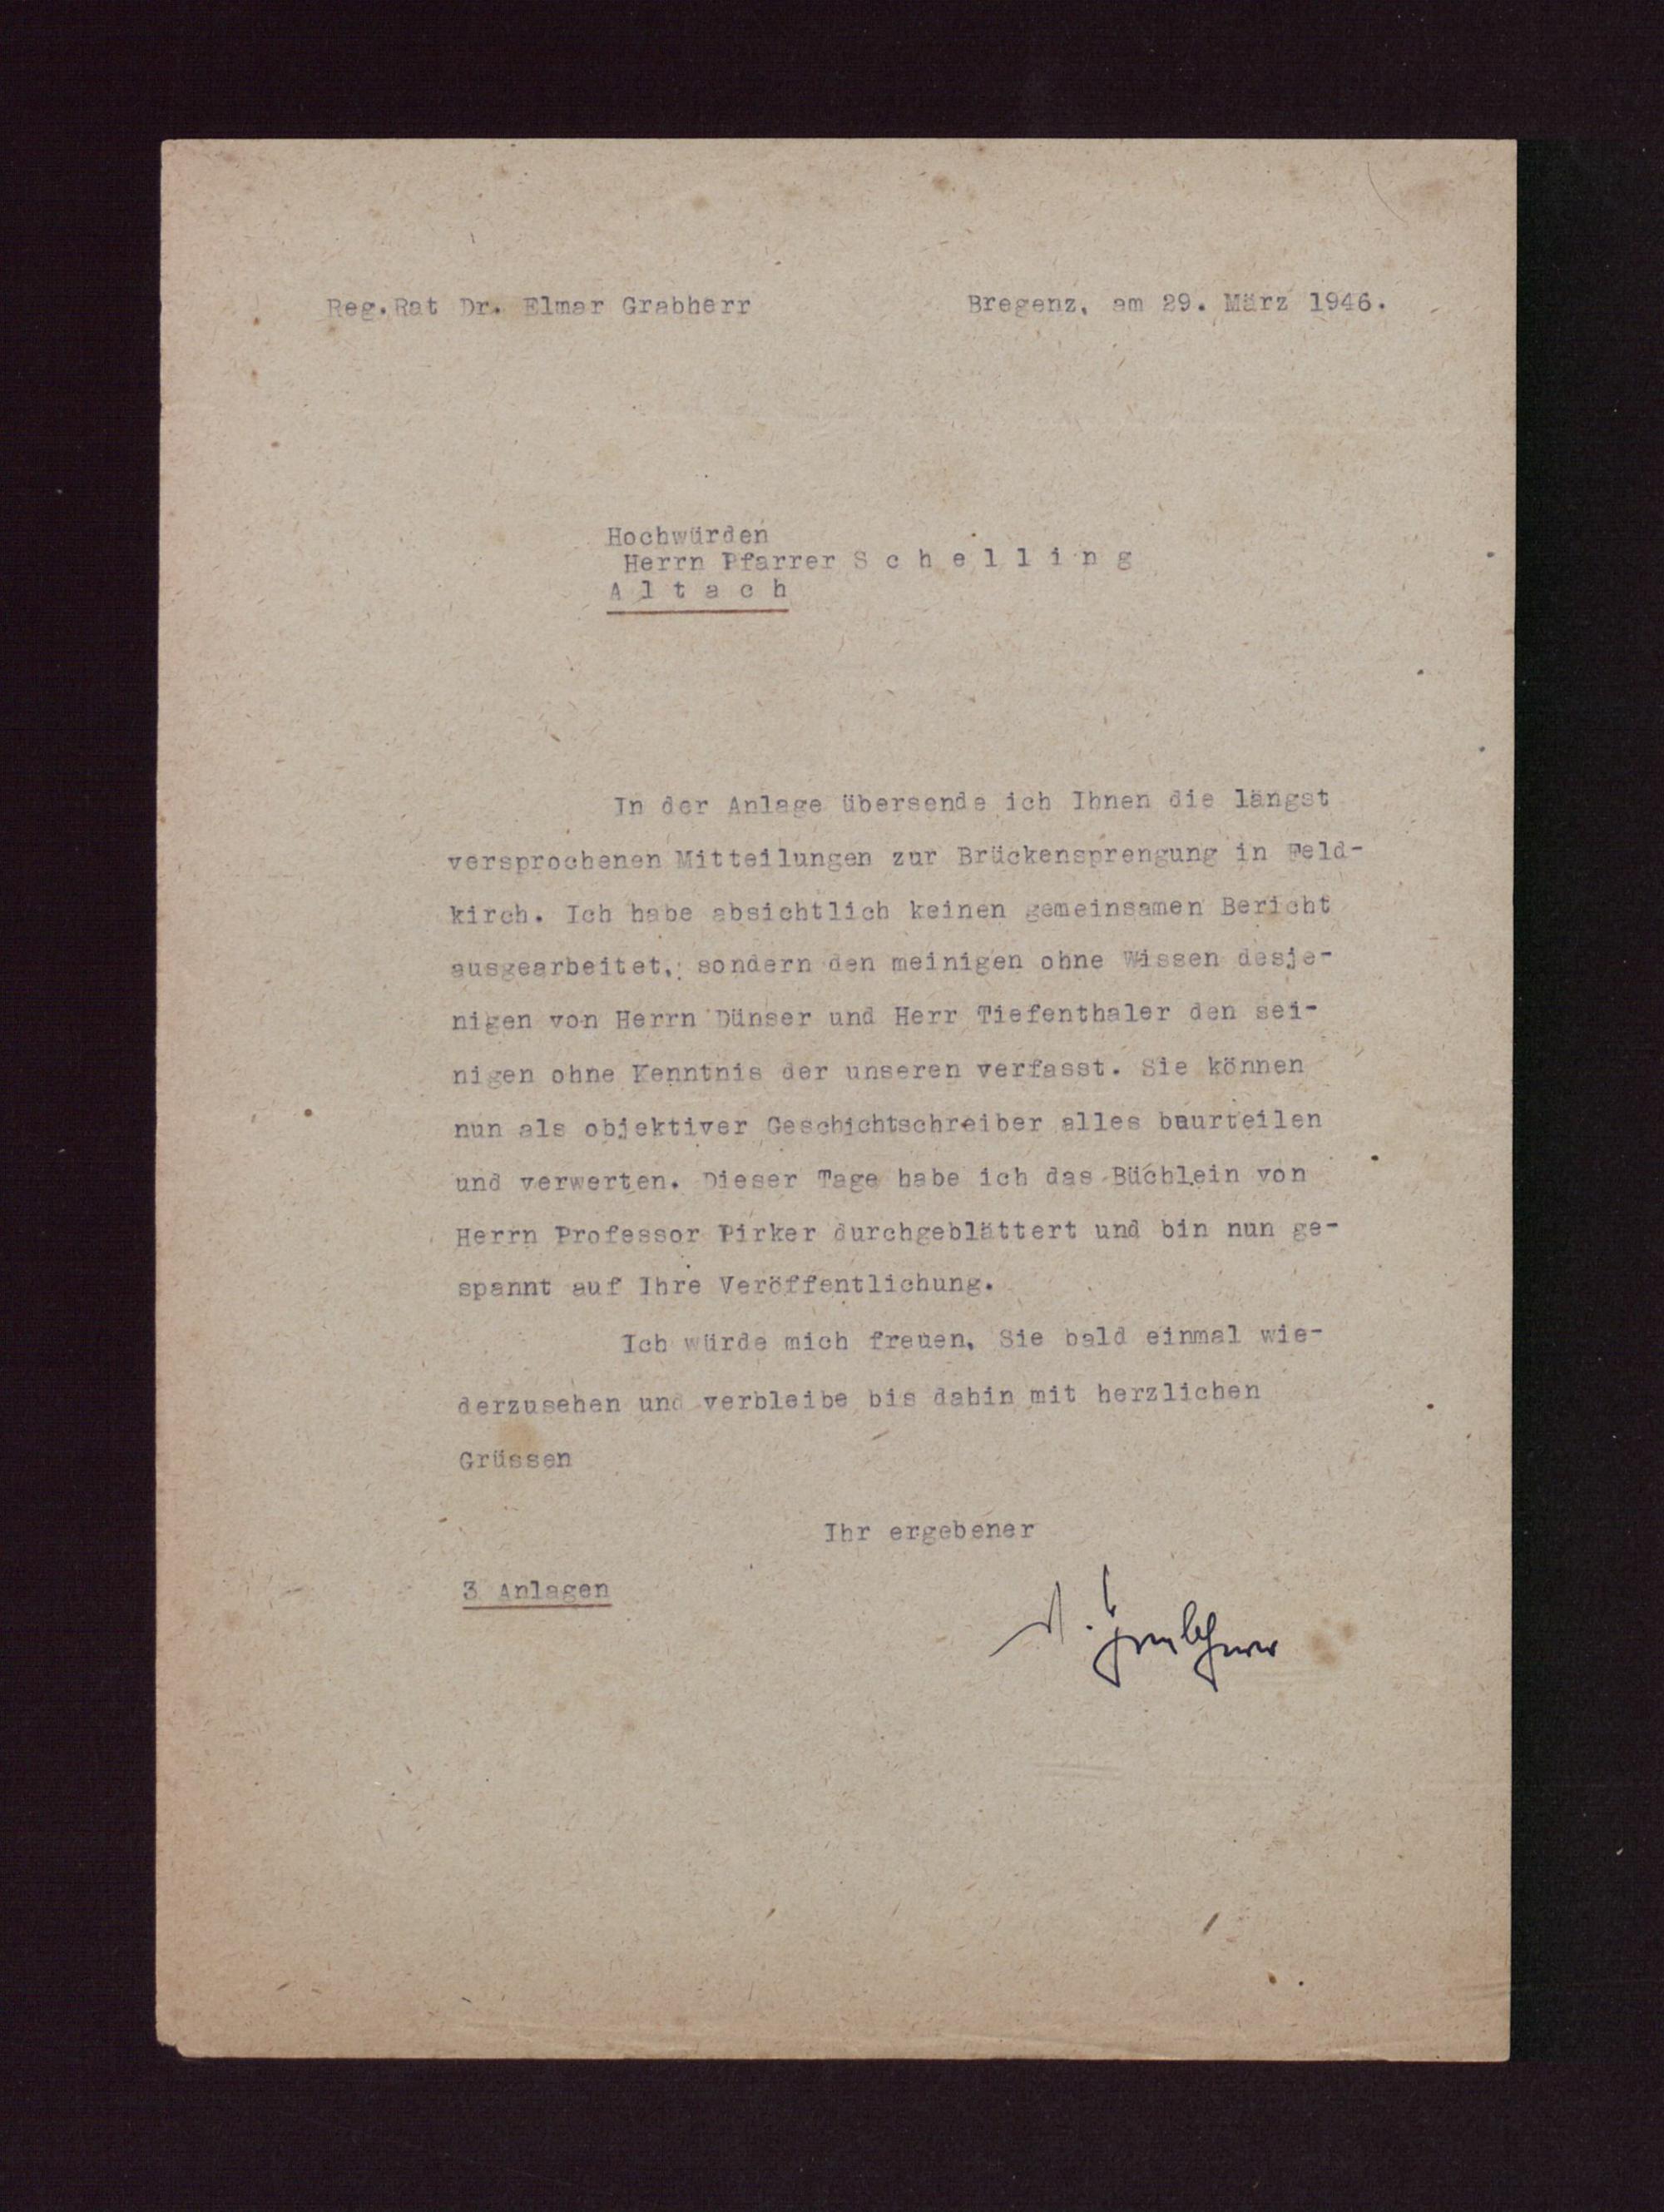 Reg.Rat Dr. Elmar Grabherr
Bregenz, am 29. März 1946.
Hochwürden
Herrn Pfarrer S c h e l l i n g
A l t a c h
In der Anlage übersende ich Ihnen die längst
versprochenen Mitteilungen zur Brückensprengung in Feld-
kirch. Ich habe absichtlich keinen gemeinsamen Bericht
ausgearbeitet, sondern den meinigen ohne Wissen desje-
nigen von Herrn Dünser und Herr Tiefenthaler den sei-
nigen ohne Kenntnis der unseren verfasst. Sie können
nun als objektiver Geschichtschreiber alles beurteilen
und verwerten. Dieser Tage habe ich das Büchlein von
Herrn Professor Pirker durchgeblättert und bin nun ge-
spannt auf Ihre Veröffentlichung.
Ich würde mich freuen, Sie bald einmal wie-
derzusehen und verbleibe bis dahin mit herzlichen
Grüssen
Ihr ergebener
3 Anlagen